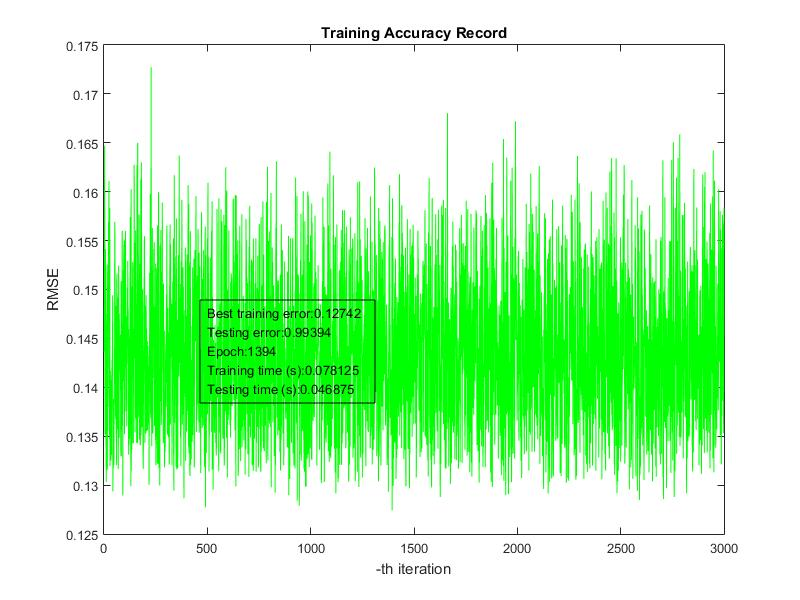 Training Accuracy Record
0.175
0.17
0.165
0.16
0.155
0.15
0.145
0.14
0.135
0.13
0.125
RMSE
Best training error:0.12742
Testing error:0.99394
Epoch:1394
Training time (s):0.078125
Testing time (s):0.046875
0 500 1000 1500 2000 2500 3000
-th iteration